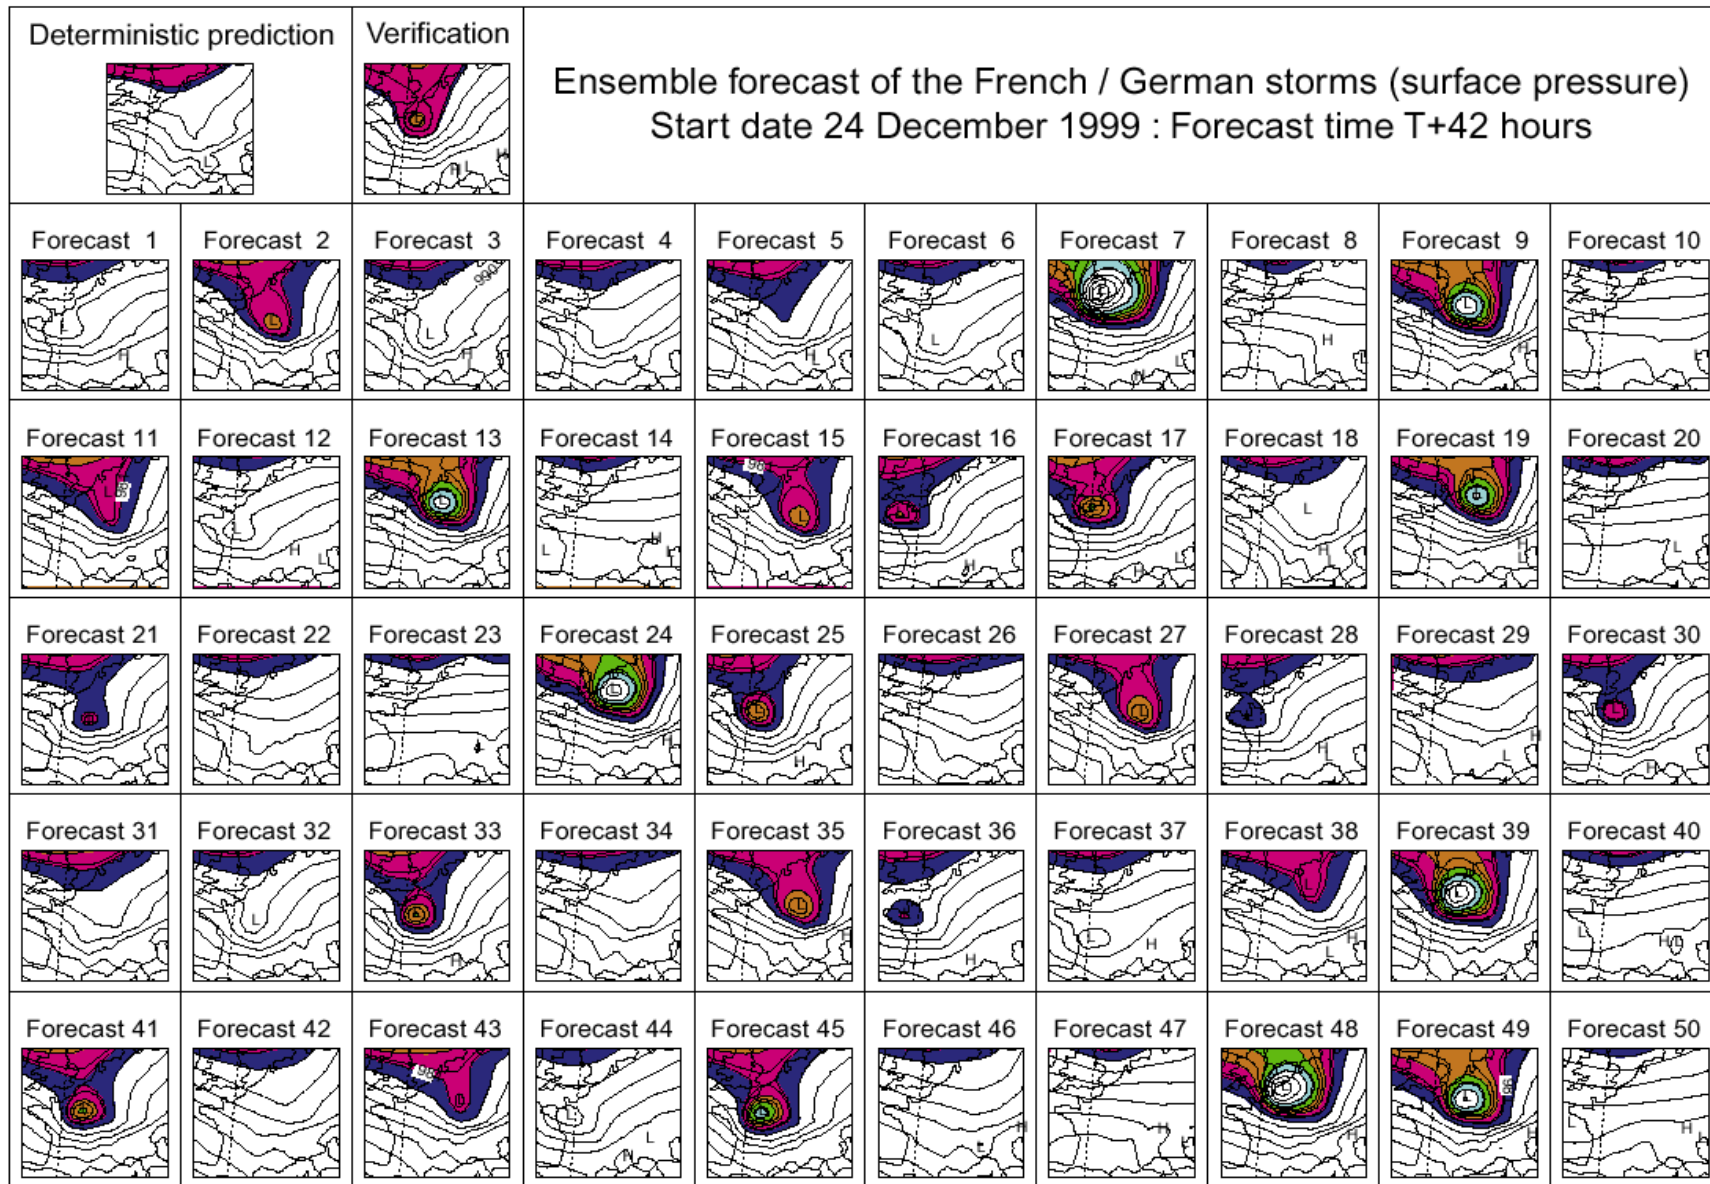 Deterministic prediction
Verification
Ensemble forecast of the French / German storms (surface pressure)
Start date 24 December 1999 : Forecast time T+42 hours
L
L
H
L
H
Forecast 1
Forecast 2
Forecast 3
Forecast 4
Forecast 5
Forecast 6
Forecast 7
Forecast 8
Forecast 9
Forecast 10
L
H
L
990
L
H
H
L
L
H
L
L
H
L
L
H
L
Forecast 11
Forecast 12
Forecast 13
Forecast 14
Forecast 15
Forecast 16
Forecast 17
Forecast 18
Forecast 19
Forecast 20
L
L
H
L
L
L
H
L
98
L
H
H
L
H
L
H
L
L
Forecast 21
Forecast 22
Forecast 23
Forecast 24
Forecast 25
Forecast 26
Forecast 27
Forecast 28
Forecast 29
Forecast 30
L
H
L
H
L
H
L
L
H
L
H
Forecast 31
Forecast 32
Forecast 33
Forecast 34
Forecast 35
Forecast 36
Forecast 37
Forecast 38
Forecast 39
Forecast 40
L
H
L
H
H
L
H
L
H
L
L
H
L
H
L
Forecast 41
Forecast 42
Forecast 43
Forecast 44
Forecast 45
Forecast 46
Forecast 47
Forecast 48
Forecast 49
Forecast 50
98
L
L
L
H
L
H
L
L
H
98
L
H
L
H
L